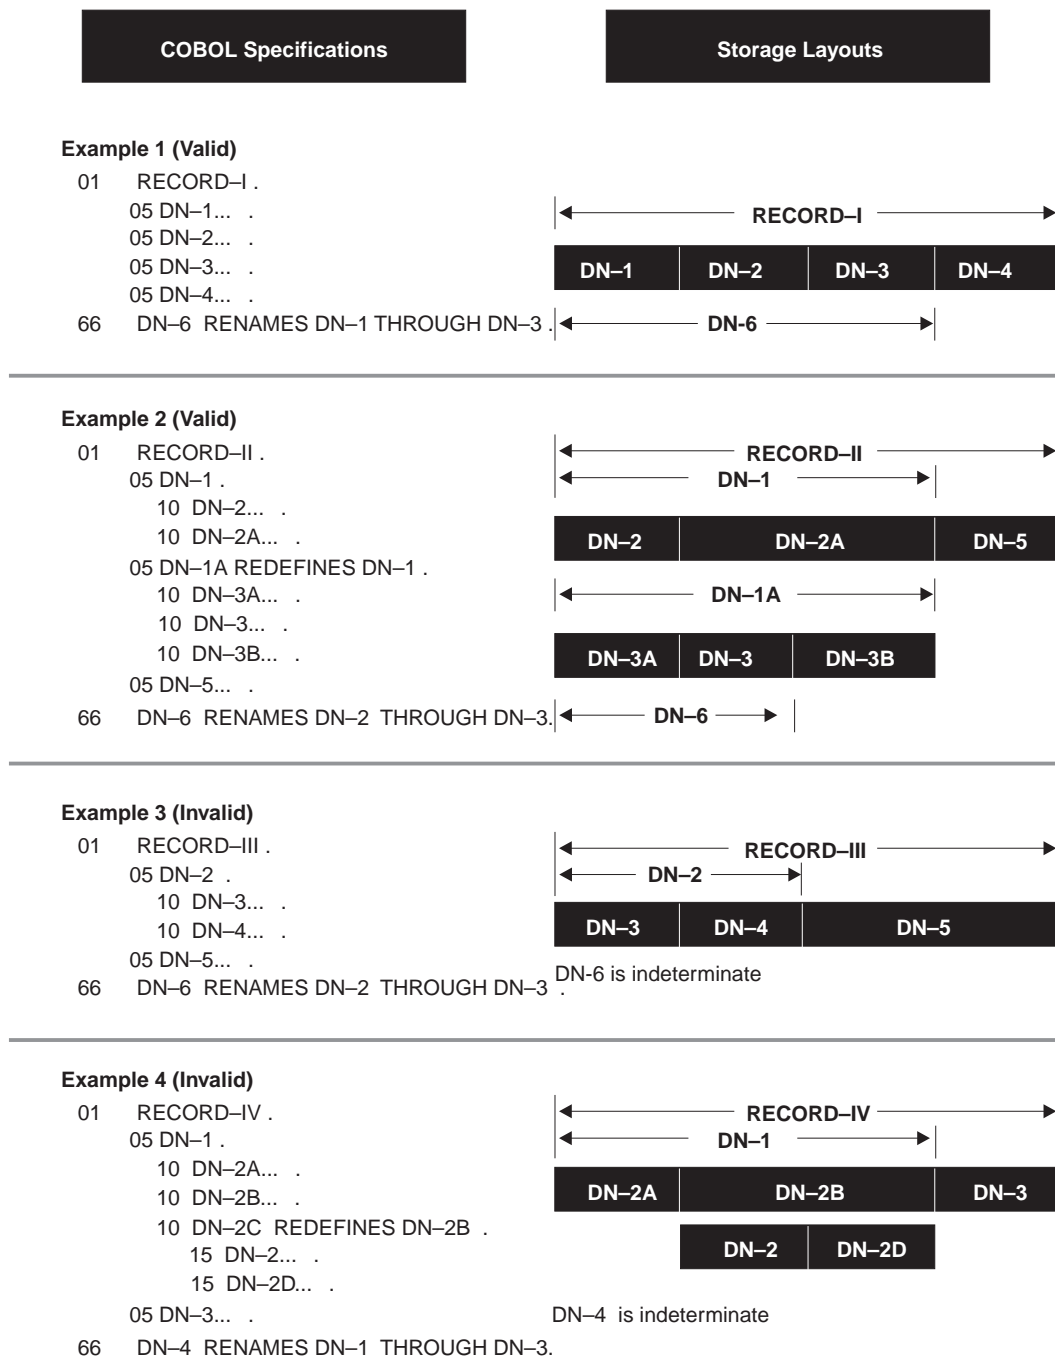 COBOL Specifications
Storage Layouts
Example 1 (Valid)
01 RECORD–I .
05 DN–1... .
05 DN–2... .
05 DN–3... .
05 DN–4... .
66 DN–6 RENAMES DN–1 THROUGH DN–3 .
RECORD–I
DN–1 DN–2 DN–3 DN–4
DN-6
Example 2 (Valid)
01 RECORD–II .
05 DN–1 .
10 DN–2... .
10 DN–2A... .
05 DN–1A REDEFINES DN–1 .
10 DN–3A... .
10 DN–3... .
10 DN–3B... .
05 DN–5... .
66 DN–6 RENAMES DN–2 THROUGH DN–3.
RECORD–II
DN–1
DN–2 DN–2A DN–5
DN–1A
DN–3A DN–3 DN–3B
DN–6
Example 3 (Invalid)
01 RECORD–III .
05 DN–2 .
10 DN–3... .
10 DN–4... .
05 DN–5... .
66 DN–6 RENAMES DN–2 THROUGH DN–3 .
RECORD–III
DN–2
DN–3 DN–4 DN–5
DN-6 is indeterminate
Example 4 (Invalid)
01 RECORD–IV .
05 DN–1 .
10 DN–2A... .
10 DN–2B... .
10 DN–2C REDEFINES DN–2B .
15 DN–2... .
15 DN–2D... .
05 DN–3... .
66 DN–4 RENAMES DN–1 THROUGH DN–3.
RECORD–IV
DN–1
DN–2A DN–2B DN–3
DN–2 DN–2D
DN–4 is indeterminate